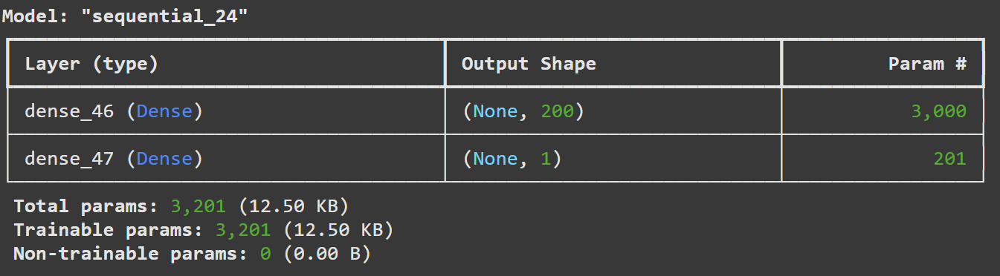 Model: "sequential_24"
Layer (type) Output Shape Param #
dense_46 (Dense) (None, 200) 3,000
dense_47 (Dense) (None, 1) 201
Total params: 3,201 (12.50 KB)
Trainable params: 3,201 (12.50 KB)
Non-trainable params: 0 (0.00 B)